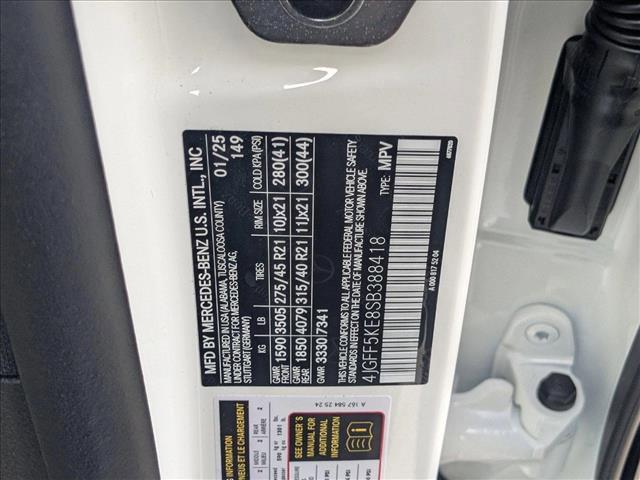 MFD BY MERCEDES-BENZ U.S. INTL., INC
MANUFACTURED IN USA (ALABAMA, TUSCALOOSA COUNTY)
UNDER CONTRACT FOR MERCEDES-BENZ AG,
STUTTGART (GERMANY)
01/25
149
KG LB TIRES RIM SIZE COLD KPA (PSI)
GAWR FRONT 1590 3505 275/45 R21 10Jx21 280(41)
GAWR REAR 1850 4079 315/40 R21 11Jx21 300(44)
GVWR 3330 7341
THIS VEHICLE CONFORMS TO ALL APPLICABLE FEDERAL MOTOR VEHICLE SAFETY
STANDARDS IN EFFECT ON THE DATE OF MANUFACTURE SHOWN ABOVE.
TYPE: MPV
4JGFF5KE8SB388418
A 000 817 52 04
A 167 584 25 24
SEE OWNER'S
MANUAL FOR
ADDITIONAL
INFORMATION